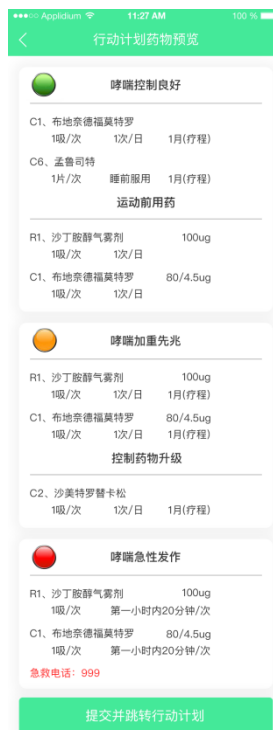 Applidium 11:27 AM 100 %
行动计划药物预览
哮喘控制良好
C1、布地奈德福莫特罗
1吸/次 1次/日 1月(疗程)
C6、孟鲁司特
1片/次 睡前服用 1月(疗程)
运动前用药
R1、沙丁胺醇气雾剂 100ug
1吸/次 1次/日
C1、布地奈德福莫特罗 80/4.5ug
1吸/次 1次/日
哮喘加重先兆
R1、沙丁胺醇气雾剂 100ug
1吸/次 1次/日 1月(疗程)
C1、布地奈德福莫特罗 80/4.5ug
1吸/次 1次/日 1月(疗程)
控制药物升级
C2、沙美特罗替卡松
1吸/次 1次/日 1月(疗程)
哮喘急性发作
R1、沙丁胺醇气雾剂 100ug
1吸/次 第一小时内20分钟/次
C1、布地奈德福莫特罗 80/4.5ug
1吸/次 第一小时内20分钟/次
急救电话：999
提交并跳转行动计划